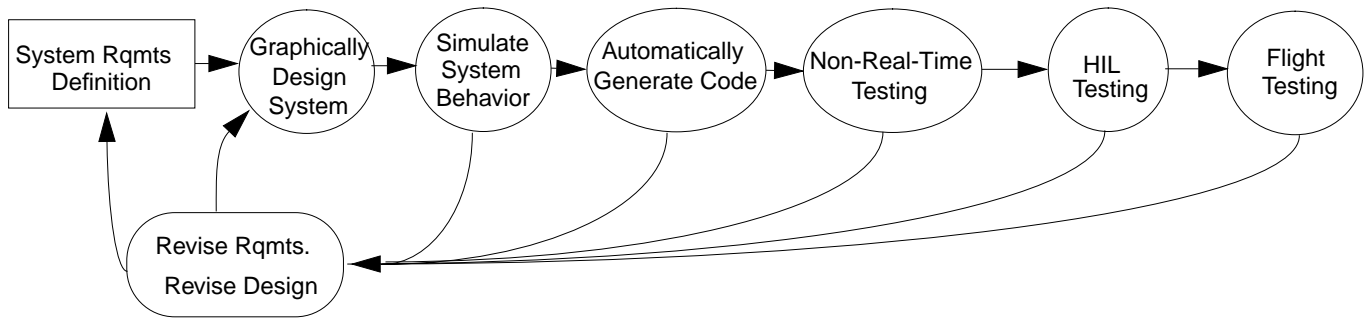 System Rqmts
Definition
Graphically
Design
System
Simulate
System
Behavior
Automatically
Generate Code
Non-Real-Time
Testing
HIL
Testing
Flight
Testing
Revise Rqmts.
Revise Design